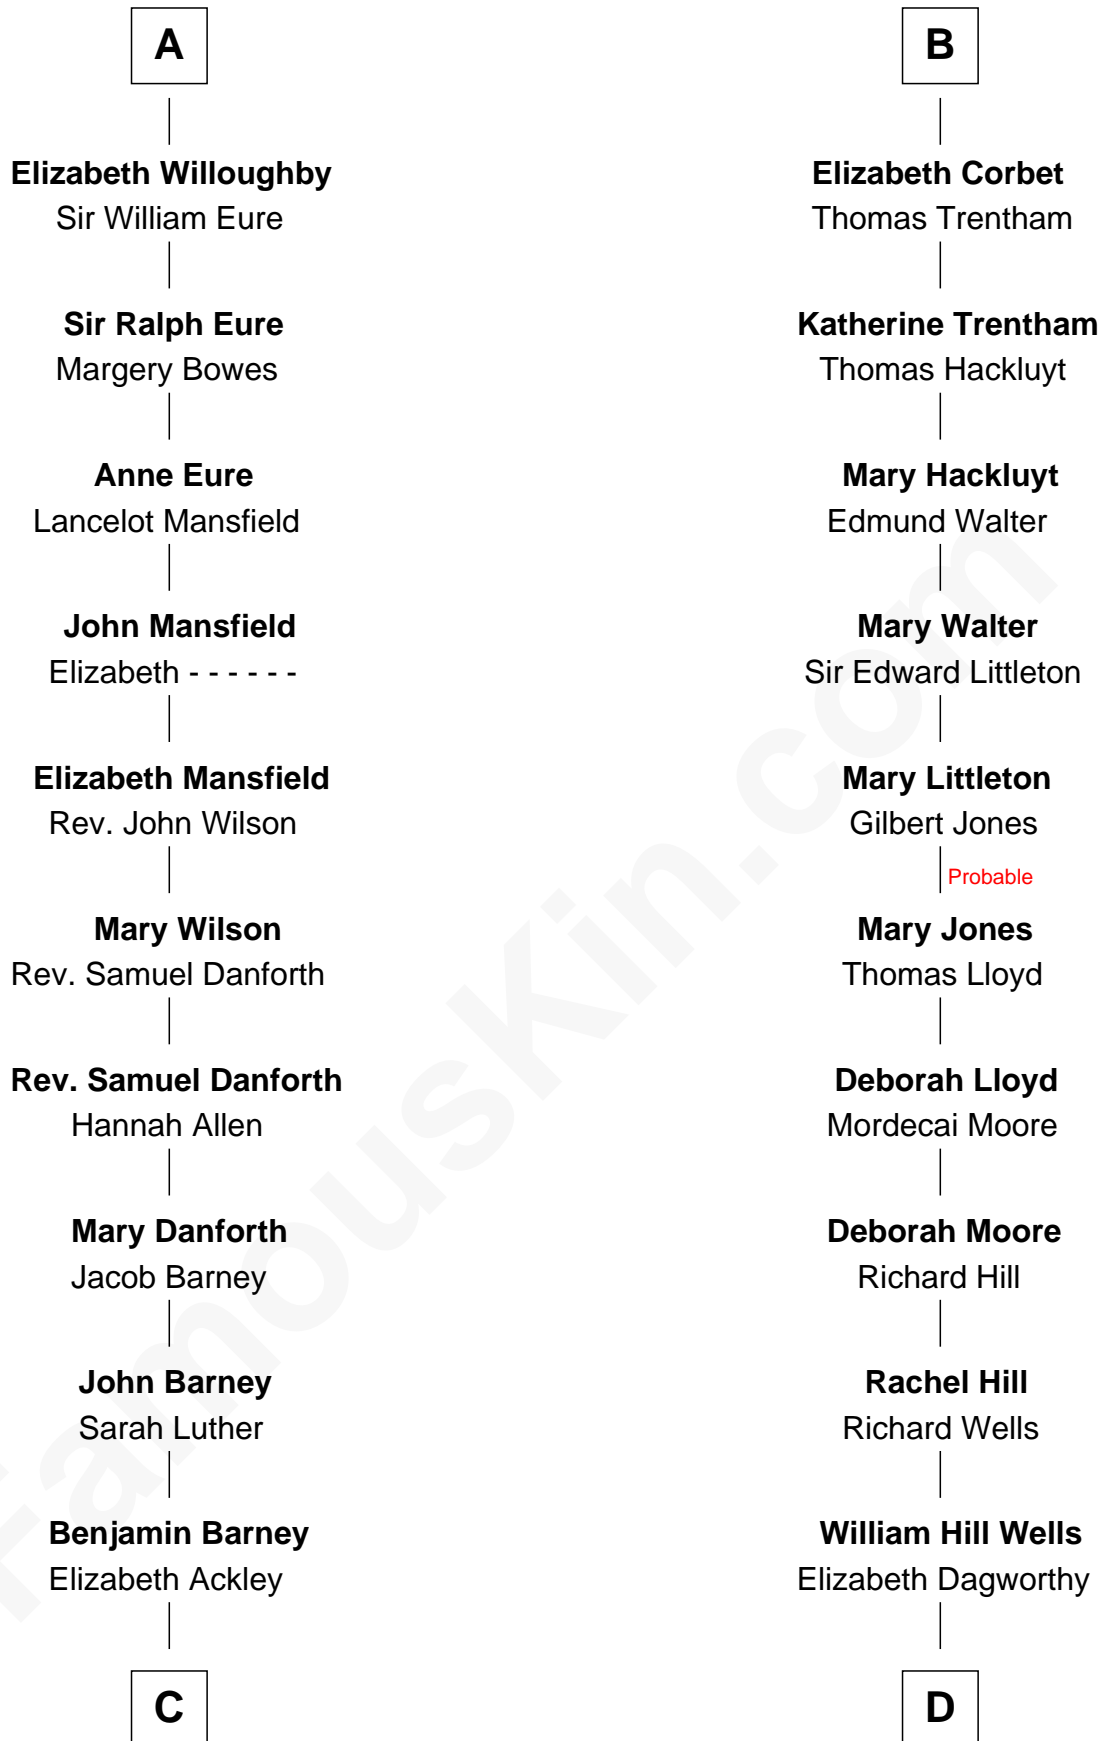 A
Elizabeth Willoughby
Sir William Eure
Sir Ralph Eure
Margery Bowes
Anne Eure
Lancelot Mansfield
John Mansfield
Elizabeth - - - - - -
Elizabeth Mansfield
Rev. John Wilson
Mary Wilson
Rev. Samuel Danforth
Rev. Samuel Danforth
Hannah Allen
Mary Danforth
Jacob Barney
John Barney
Sarah Luther
Benjamin Barney
Elizabeth Ackley
C
B
Elizabeth Corbet
Thomas Trentham
Katherine Trentham
Thomas Hackluyt
Mary Hackluyt
Edmund Walter
Mary Walter
Sir Edward Littleton
Mary Littleton
Gilbert Jones
Probable
Mary Jones
Thomas Lloyd
Deborah Lloyd
Mordecai Moore
Deborah Moore
Richard Hill
Rachel Hill
Richard Wells
William Hill Wells
Elizabeth Dagworthy
D
FamousKin.com